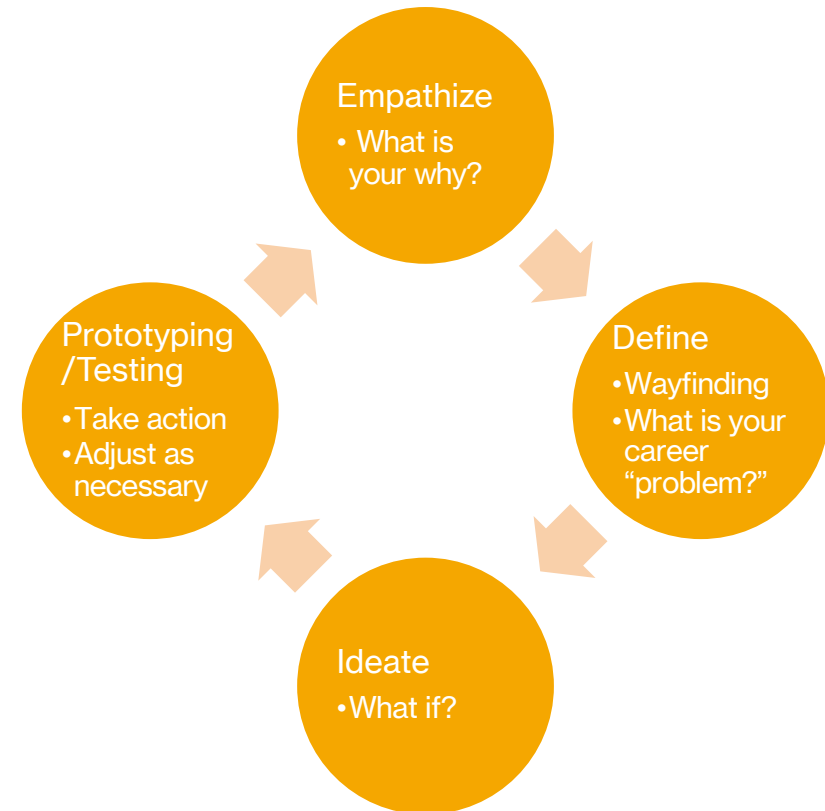 Empathize
• What is
your why?
Define
•Wayfinding
•What is your
career
“problem?”
Ideate
•What if?
Prototyping
/Testing
•Take action
•Adjust as
necessary